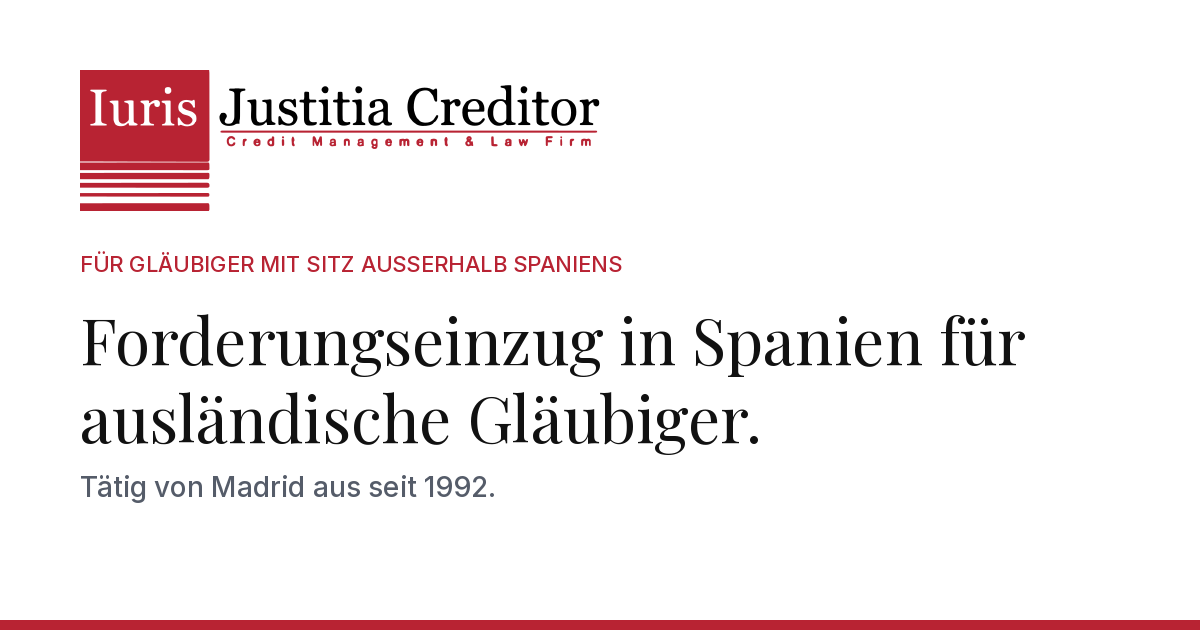 Iuris Justitia Creditor
Credit Management & Law Firm
FÜR GLÄUBIGER MIT SITZ AUSSERHALB SPANIENS
Forderungseinzug in Spanien für
ausländische Gläubiger.
Tätig von Madrid aus seit 1992.